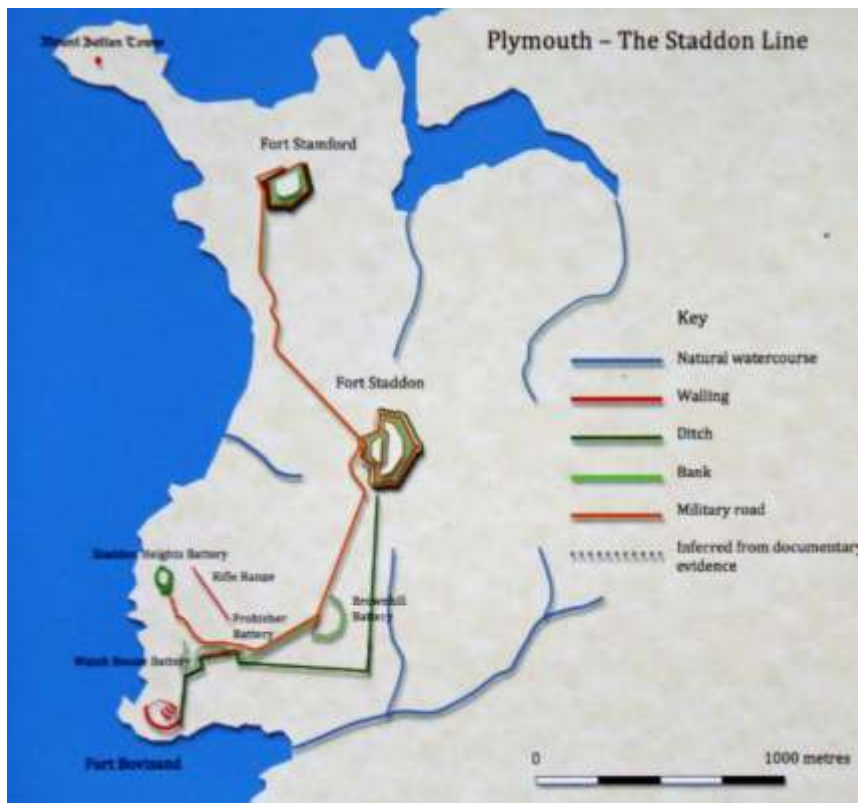 Mount Batten Tower
Plymouth – The Staddon Line
Fort Stamford
Key
Natural watercourse
Fort Staddon
Walling
Ditch
Bank
Military road
Inferred from documentary
evidence
Staddon Heights Battery
Rifle Range
Frobisher
Battery
Brownhill
Battery
Watch House Battery
Fort Bovisand
0
1000 metres